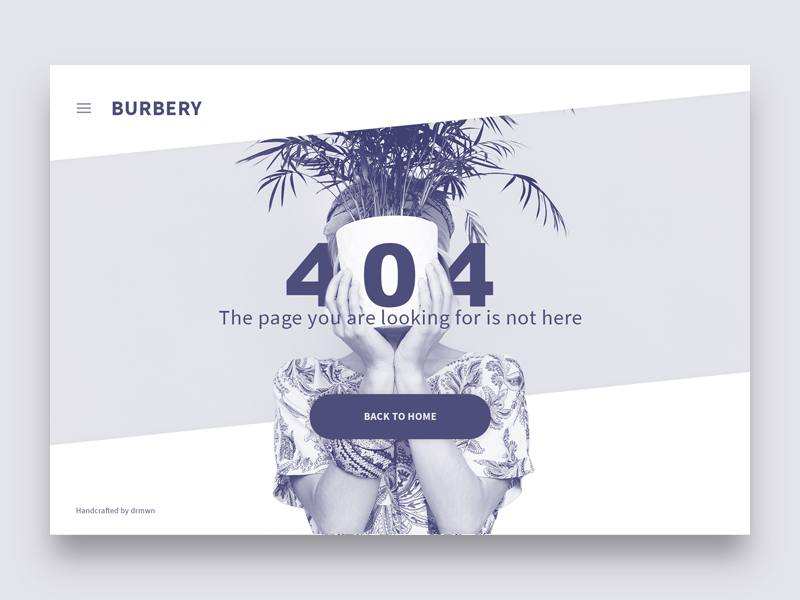 BURBERY
404
The page you are looking for is not here
BACK TO HOME
Handcrafted by drmwn